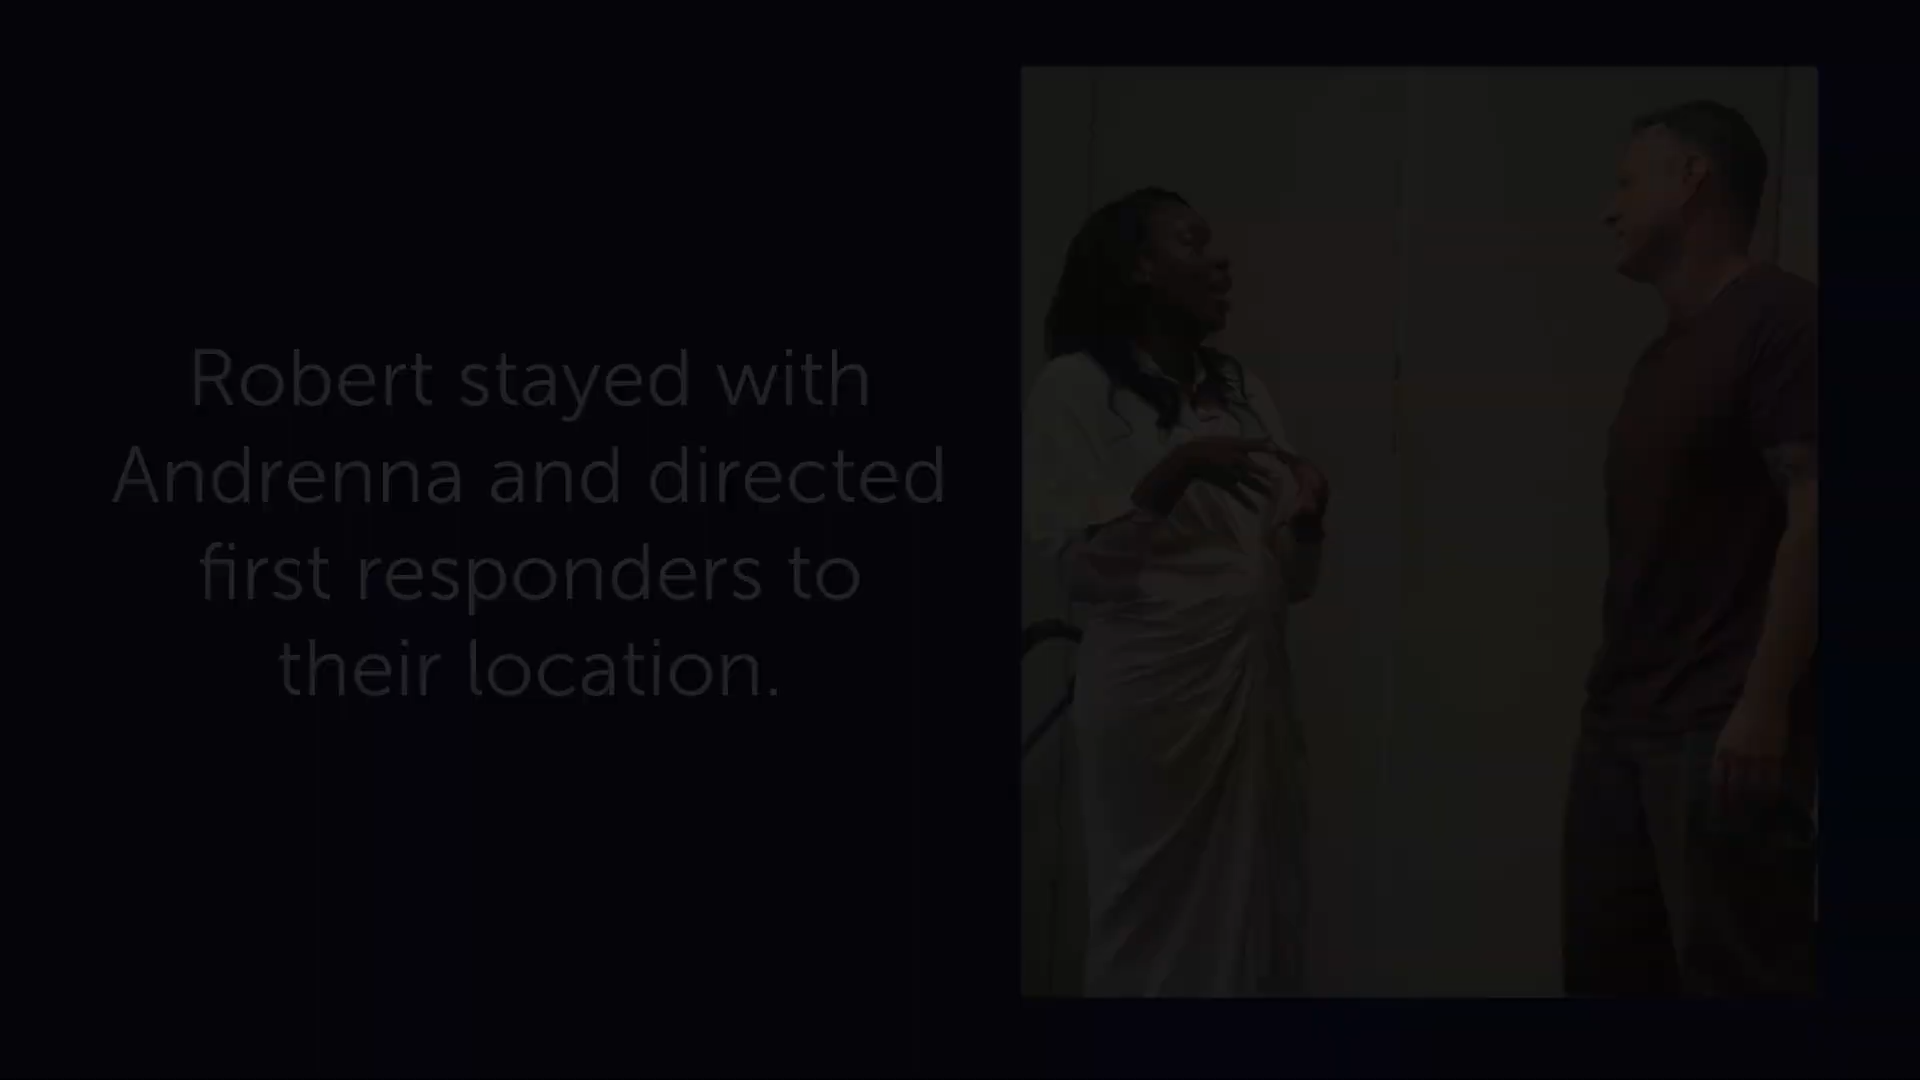 Robert stayed with
Andrenna and directed
first responders to
their location.